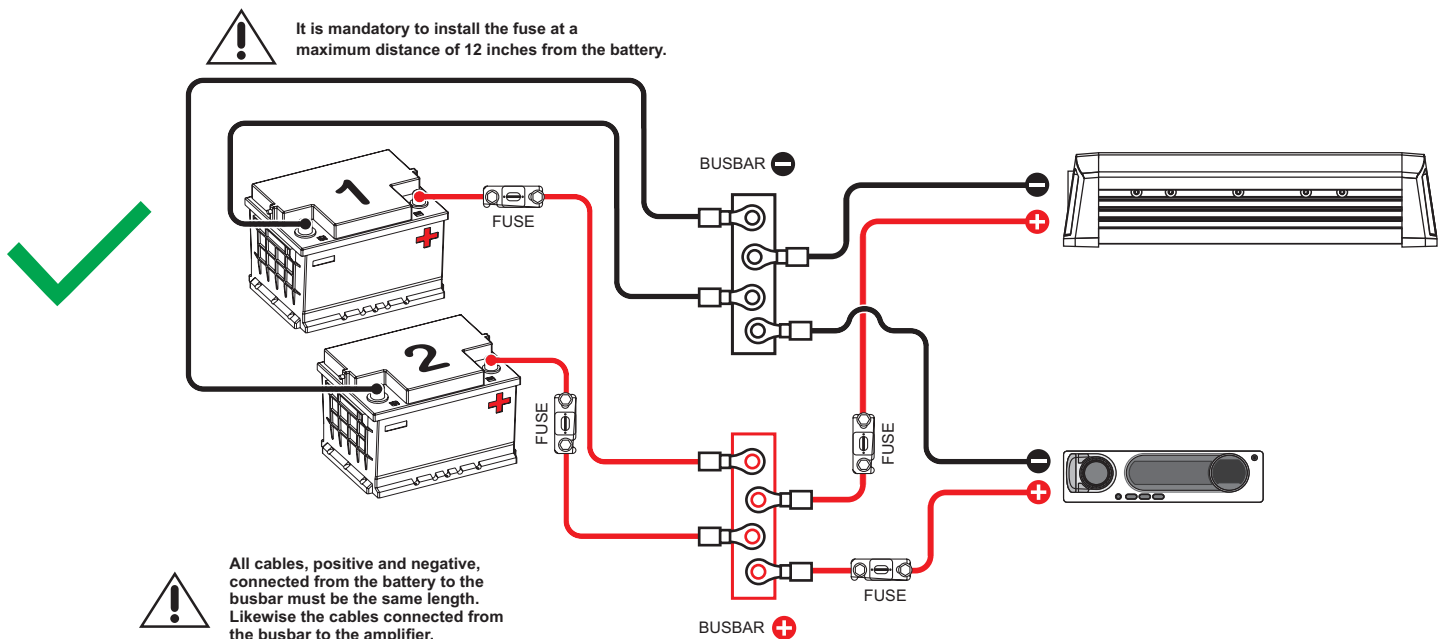 It is mandatory to install the fuse at a
maximum distance of 12 inches from the battery.
BUSBAR
1
FUSE
2
FUSE
FUSE
FUSE
All cables, positive and negative,
connected from the battery to the
busbar must be the same length.
Likewise the cables connected from
the busbar to the amplifier.
BUSBAR